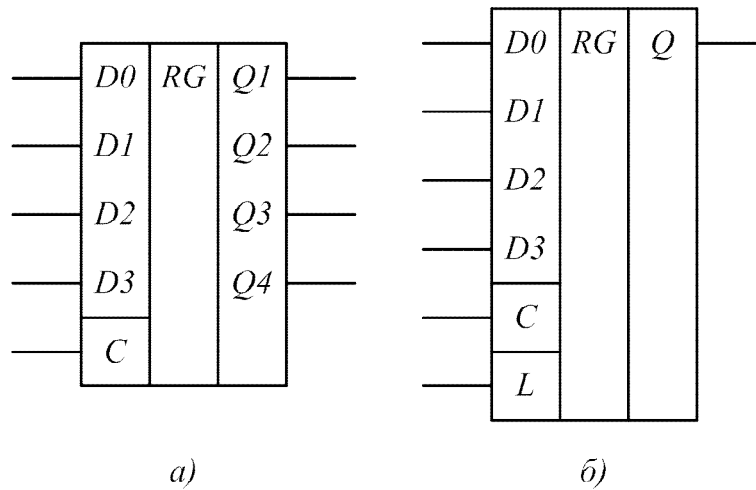 D0 RG Q1
D1 Q2
D2 Q3
D3 Q4
C
а)
D0 RG Q
D1
D2
D3
C
L
б)